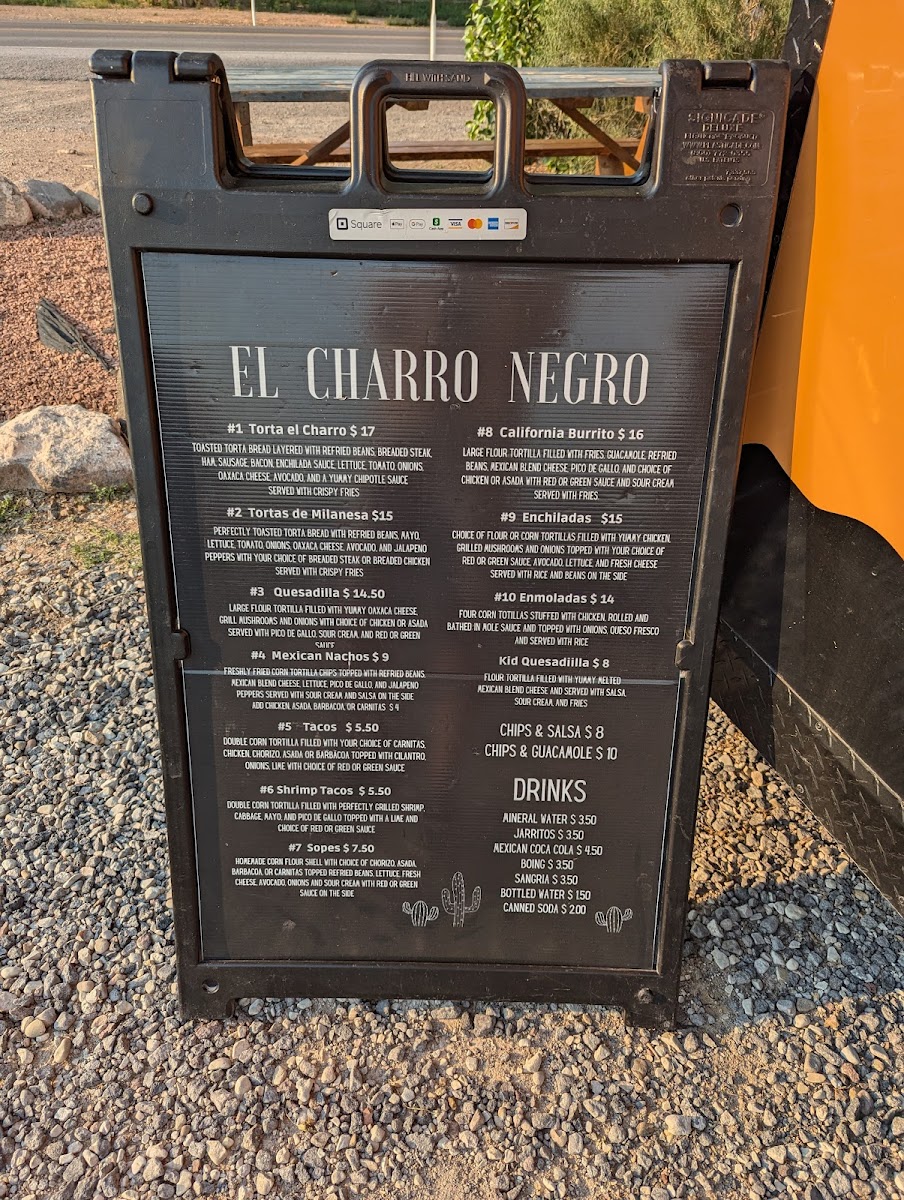 FILL WITH SAND
SIGNICADE®
DELUXE
WWW.PLASTICADE.COM
Square Pay G Pay Cash App VISA
EL CHARRO NEGRO
#1 Torta el Charro $ 17
TOASTED TORTA BREAD LAYERED WITH REFRIED BEANS, BREADED STEAK,
HAM, SAUSAGE, BACON, ENCHILADA SAUCE, LETTUCE, TOMATO, ONIONS,
OAXACA CHEESE, AVOCADO, AND A YUMMY CHIPOTLE SAUCE
SERVED WITH CRISPY FRIES
#2 Tortas de Milanesa $15
PERFECTLY TOASTED TORTA BREAD WITH REFRIED BEANS, MAYO,
LETTUCE, TOMATO, ONIONS, OAXACA CHEESE, AVOCADO, AND JALAPENO
PEPPERS WITH YOUR CHOICE OF BREADED STEAK OR BREADED CHICKEN
SERVED WITH CRISPY FRIES
#3 Quesadilla $ 14.50
LARGE FLOUR TORTILLA FILLED WITH YUMMY OAXACA CHEESE,
GRILL MUSHROOMS AND ONIONS WITH CHOICE OF CHICKEN OR ASADA
SERVED WITH PICO DE GALLO, SOUR CREAM, AND RED OR GREEN
SAUCE
#4 Mexican Nachos $ 9
FRESHLY FRIED CORN TORTILLA CHIPS TOPPED WITH REFRIED BEANS,
MEXICAN BLEND CHEESE, LETTUCE, PICO DE GALLO, AND JALAPENO
PEPPERS SERVED WITH SOUR CREAM AND SALSA ON THE SIDE
ADD CHICKEN, ASADA, BARBACOA, OR CARNITAS $ 4
#5 Tacos $ 5.50
DOUBLE CORN TORTILLA FILLED WITH YOUR CHOICE OF CARNITAS,
CHICKEN, CHORIZO, ASADA OR BARBACOA TOPPED WITH CILANTRO,
ONIONS, LIME WITH CHOICE OF RED OR GREEN SAUCE
#6 Shrimp Tacos $ 5.50
DOUBLE CORN TORTILLA FILLED WITH PERFECTLY GRILLED SHRIMP,
CABBAGE, MAYO, AND PICO DE GALLO TOPPED WITH A LIME AND
CHOICE OF RED OR GREEN SAUCE
#7 Sopes $ 7.50
HOMEMADE CORN FLOUR SHELL WITH CHOICE OF CHORIZO, ASADA,
BARBACOA, OR CARNITAS TOPPED REFRIED BEANS, LETTUCE, FRESH
CHEESE, AVOCADO, ONIONS AND SOUR CREAM WITH RED OR GREEN
SAUCE ON THE SIDE
#8 California Burrito $ 16
LARGE FLOUR TORTILLA FILLED WITH FRIES, GUACAMOLE, REFRIED
BEANS, MEXICAN BLEND CHEESE, PICO DE GALLO, AND CHOICE OF
CHICKEN OR ASADA WITH RED OR GREEN SAUCE AND SOUR CREAM
SERVED WITH FRIES
#9 Enchiladas $15
CHOICE OF FLOUR OR CORN TORTILLAS FILLED WITH YUMMY CHICKEN,
GRILLED MUSHROOMS AND ONIONS TOPPED WITH YOUR CHOICE OF
RED OR GREEN SAUCE, AVOCADO, LETTUCE, AND FRESH CHEESE
SERVED WITH RICE AND BEANS ON THE SIDE
#10 Enmoladas $ 14
FOUR CORN TOTILLAS STUFFED WITH CHICKEN, ROLLED AND
BATHED IN MOLE SAUCE AND TOPPED WITH ONIONS, QUESO FRESCO
AND SERVED WITH RICE
Kid Quesadiiilla $ 8
FLOUR TORTILLA FILLED WITH YUMMY MELTED
MEXICAN BLEND CHEESE AND SERVED WITH SALSA,
SOUR CREAM, AND FRIES
CHIPS & SALSA $ 8
CHIPS & GUACAMOLE $ 10
DRINKS
MINERAL WATER $ 3.50
JARRITOS $ 3.50
MEXICAN COCA COLA $ 4.50
BOING $ 3.50
SANGRIA $ 3.50
BOTTLED WATER $ 1.50
CANNED SODA $ 2.00